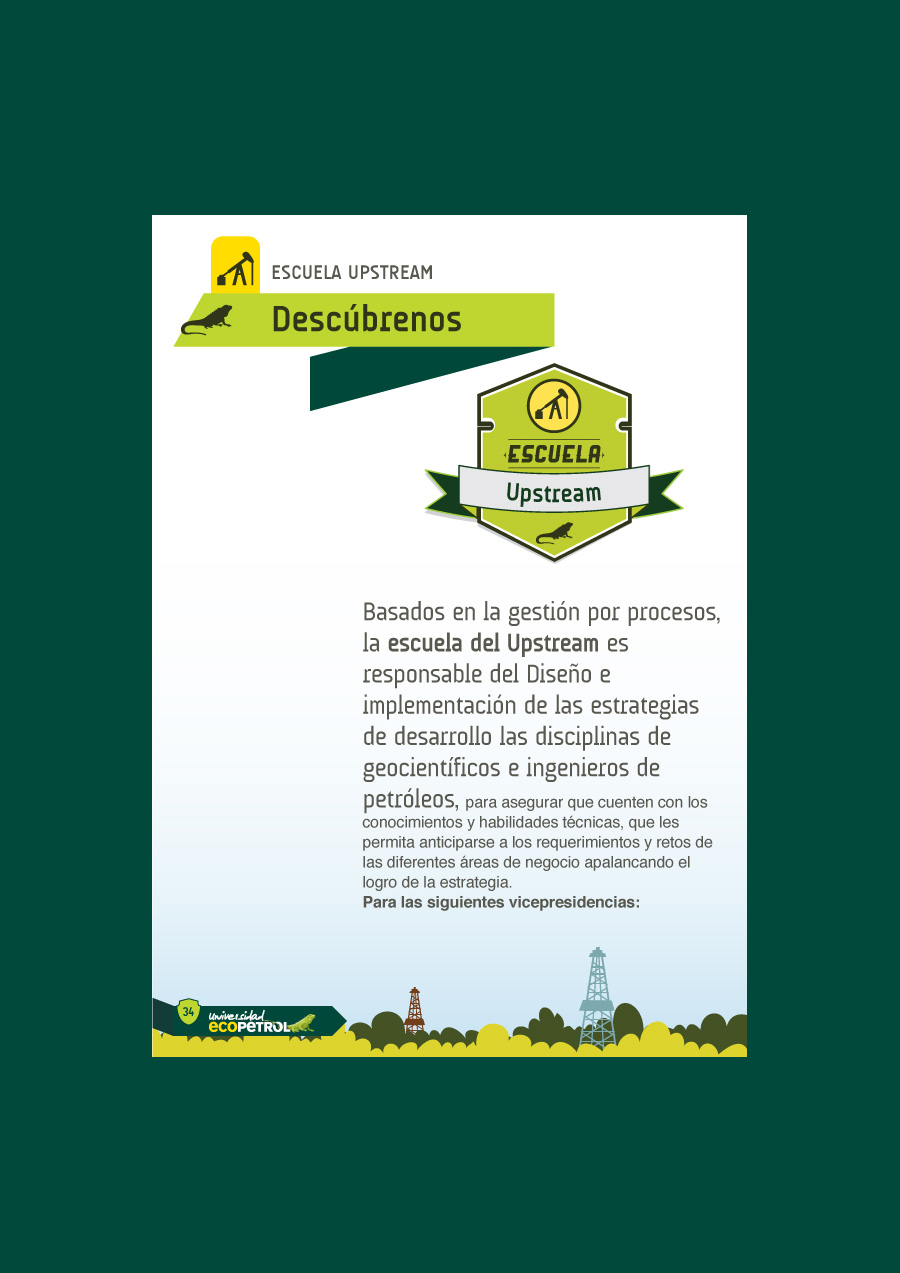 ESCUELA UPSTREAM
Descúbrenos
ESCUELA
Upstream
Basados en la gestión por procesos,
la escuela del Upstream es
responsable del Diseño e
implementación de las estrategias
de desarrollo las disciplinas de
geocientíficos e ingenieros de
petróleos, para asegurar que cuenten con los
conocimientos y habilidades técnicas, que les
permita anticiparse a los requerimientos y retos de
las diferentes áreas de negocio apalancando el
logro de la estrategia.
Para las siguientes vicepresidencias:
34
universidad
ECOPETROL